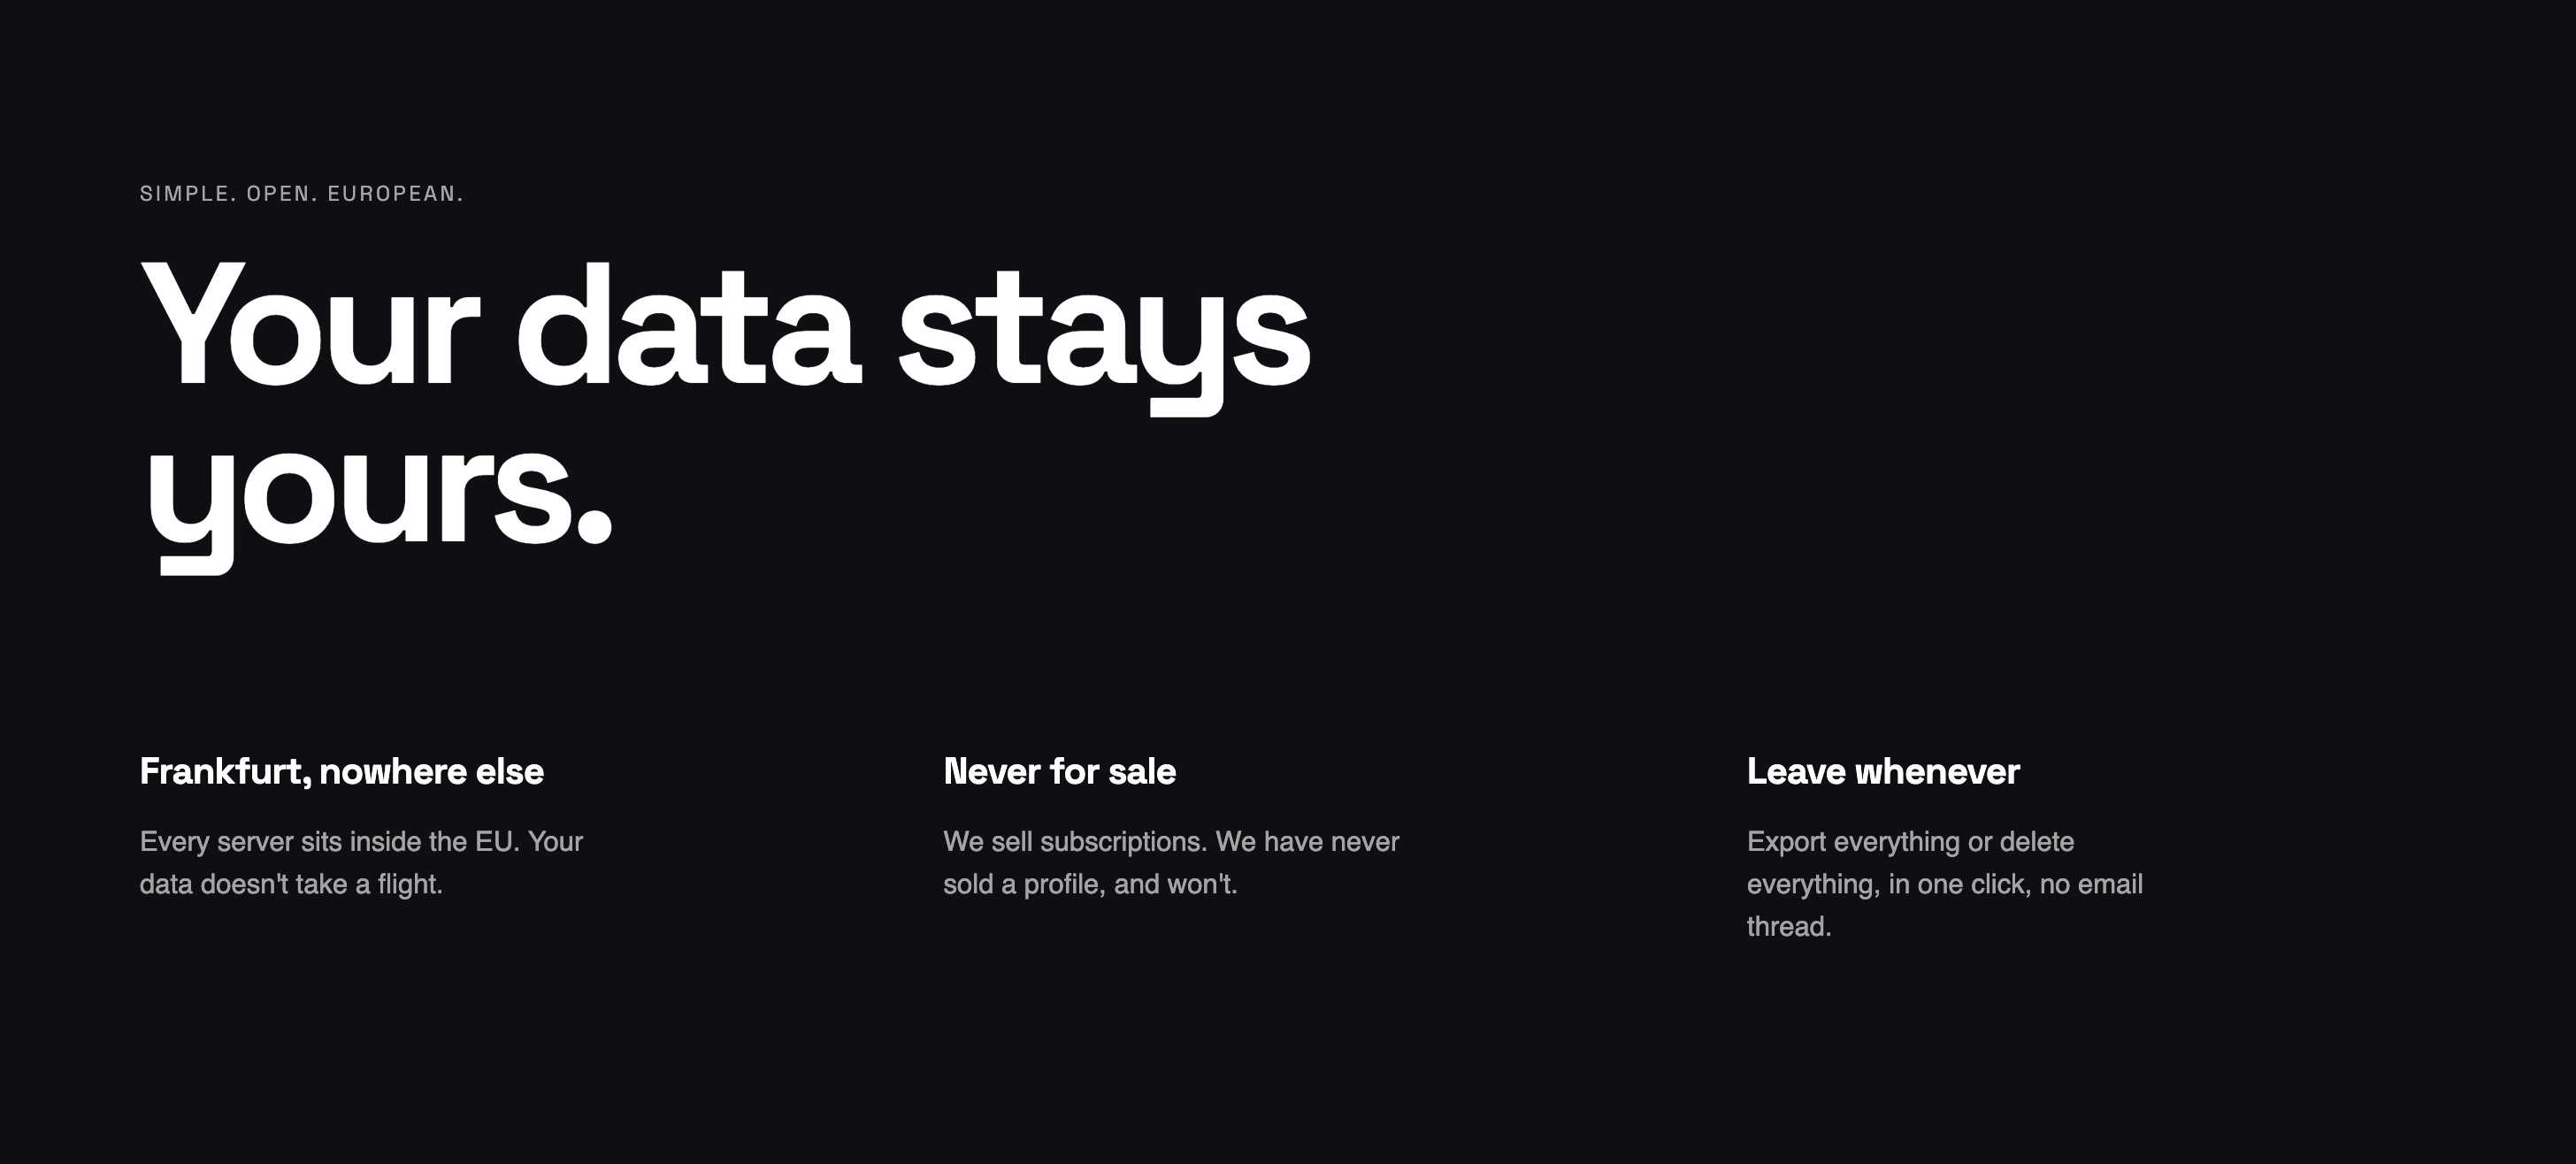 SIMPLE. OPEN. EUROPEAN.
Your data stays
yours.
Frankfurt, nowhere else
Every server sits inside the EU. Your
data doesn't take a flight.
Never for sale
We sell subscriptions. We have never
sold a profile, and won't.
Leave whenever
Export everything or delete
everything, in one click, no email
thread.